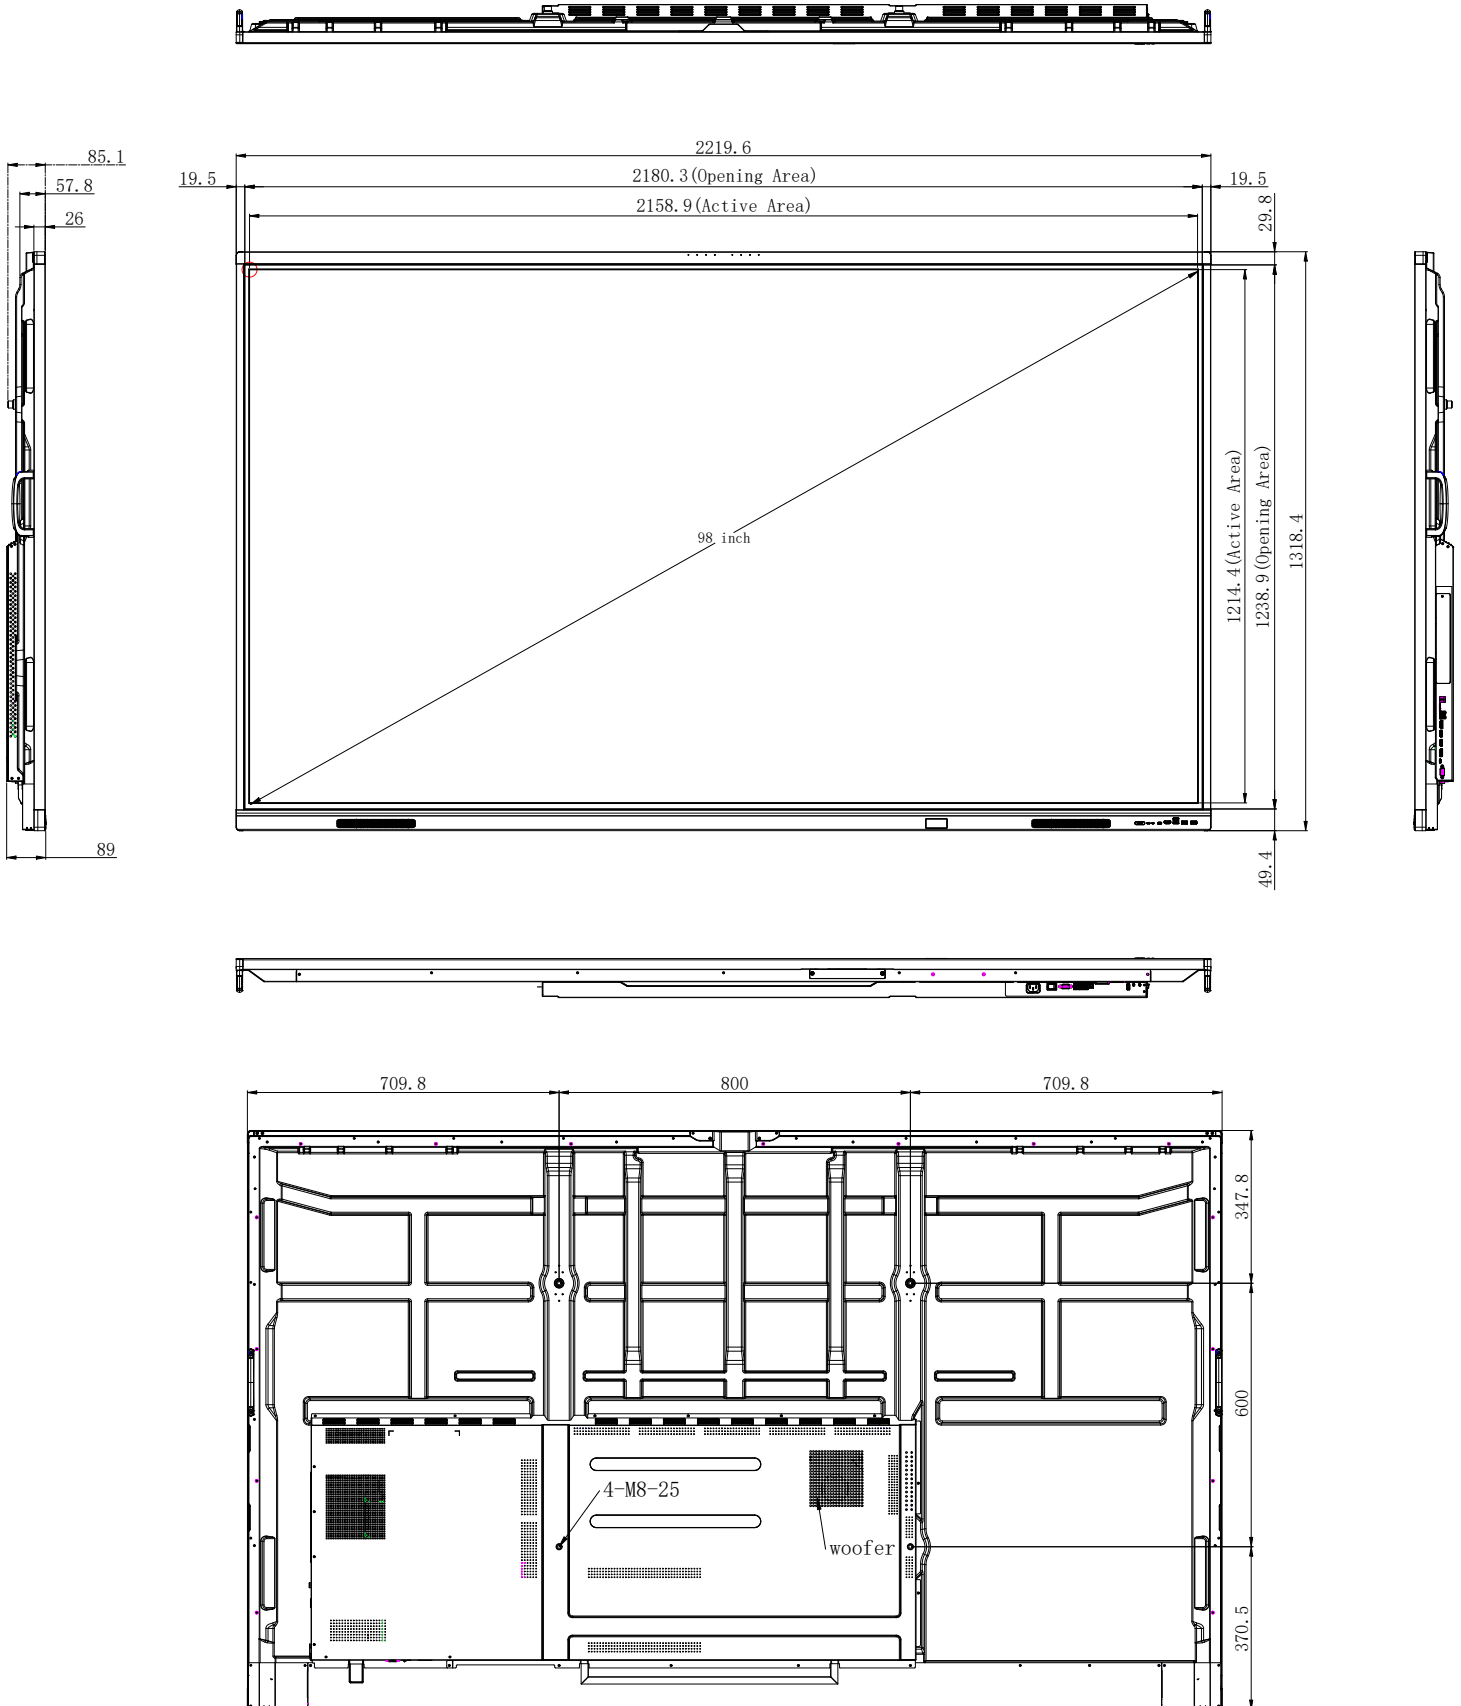 85.1
57.8
26
2219.6
19.5
2180.3(Opening Area)
19.5
2158.9(Active Area)
29.8
98 inch
1214.4(Active Area)
1238.9(Opening Area)
1318.4
89
49.4
709.8
800
709.8
347.8
600
4-M8-25
woofer
370.5